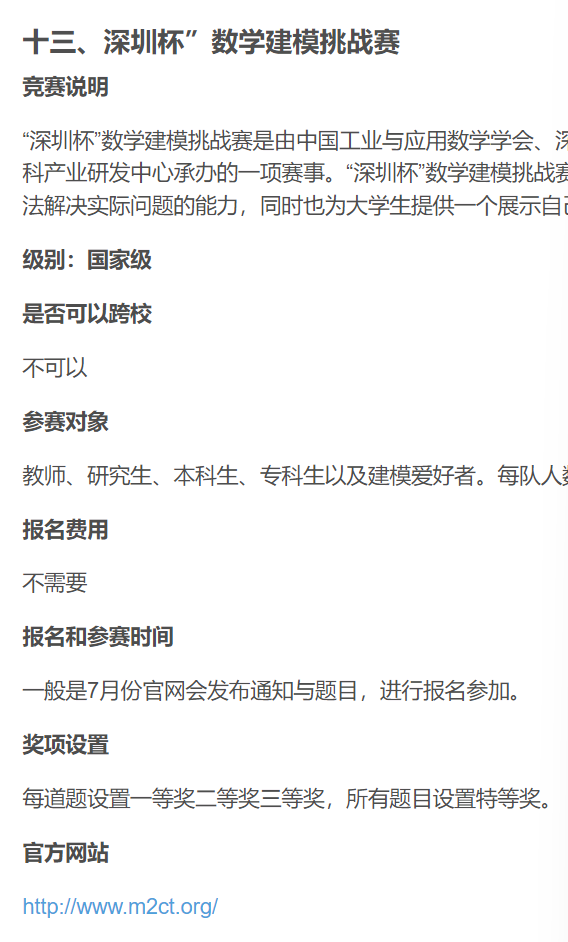 十三、深圳杯”数学建模挑战赛
竞赛说明
“深圳杯”数学建模挑战赛是由中国工业与应用数学学会、深
科产业研发中心承办的一项赛事。“深圳杯”数学建模挑战赛
法解决实际问题的能力，同时也为大学生提供一个展示自己
级别：国家级
是否可以跨校
不可以
参赛对象
教师、研究生、本科生、专科生以及建模爱好者。每队人数
报名费用
不需要
报名和参赛时间
一般是7月份官网会发布通知与题目，进行报名参加。
奖项设置
每道题设置一等奖二等奖三等奖，所有题目设置特等奖。
官方网站
http://www.m2ct.org/